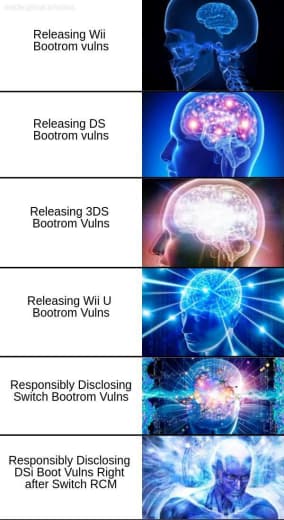 Releasing Wii
Bootrom vulns
Releasing DS
Bootrom vulns
Releasing 3DS
Bootrom Vulns
Releasing Wii U
Bootrom Vulns
Responsibly Disclosing
Switch Bootrom Vulns
Responsibly Disclosing
DSi Boot Vulns Right
after Switch RCM